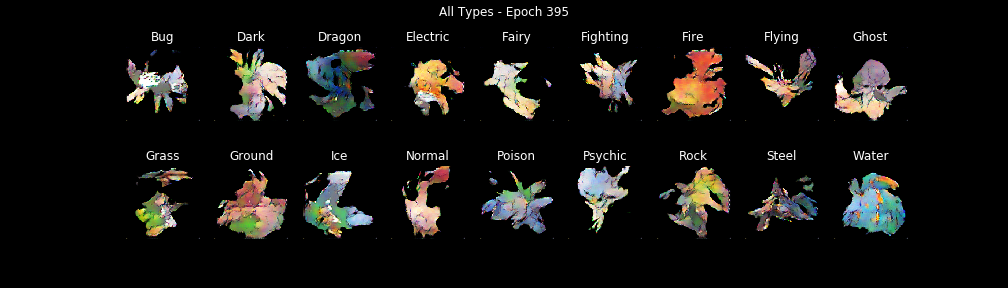 All Types - Epoch 395
Bug Dark Dragon Electric Fairy Fighting Fire Flying Ghost
Grass Ground Ice Normal Poison Psychic Rock Steel Water